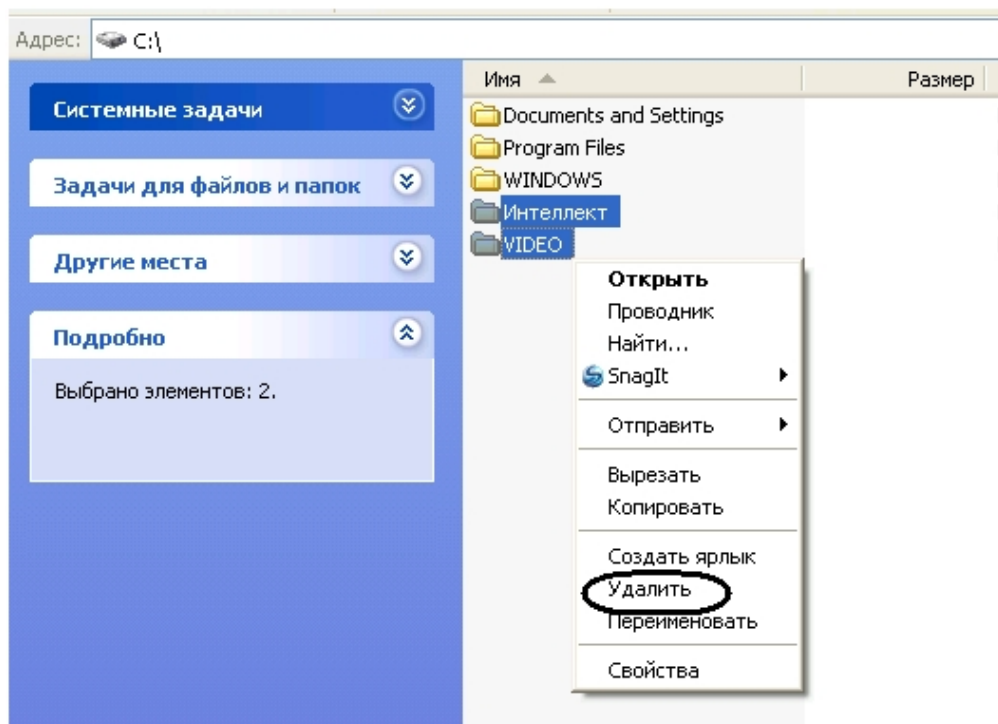 Адрес: C:\
Имя Размер
Системные задачи
Задачи для файлов и папок
Другие места
Подробно
Выбрано элементов: 2.
Documents and Settings
Program Files
WINDOWS
Интеллект
VIDEO
Открыть
Проводник
Найти...
SnagIt
Отправить
Вырезать
Копировать
Создать ярлык
Удалить
Переименовать
Свойства